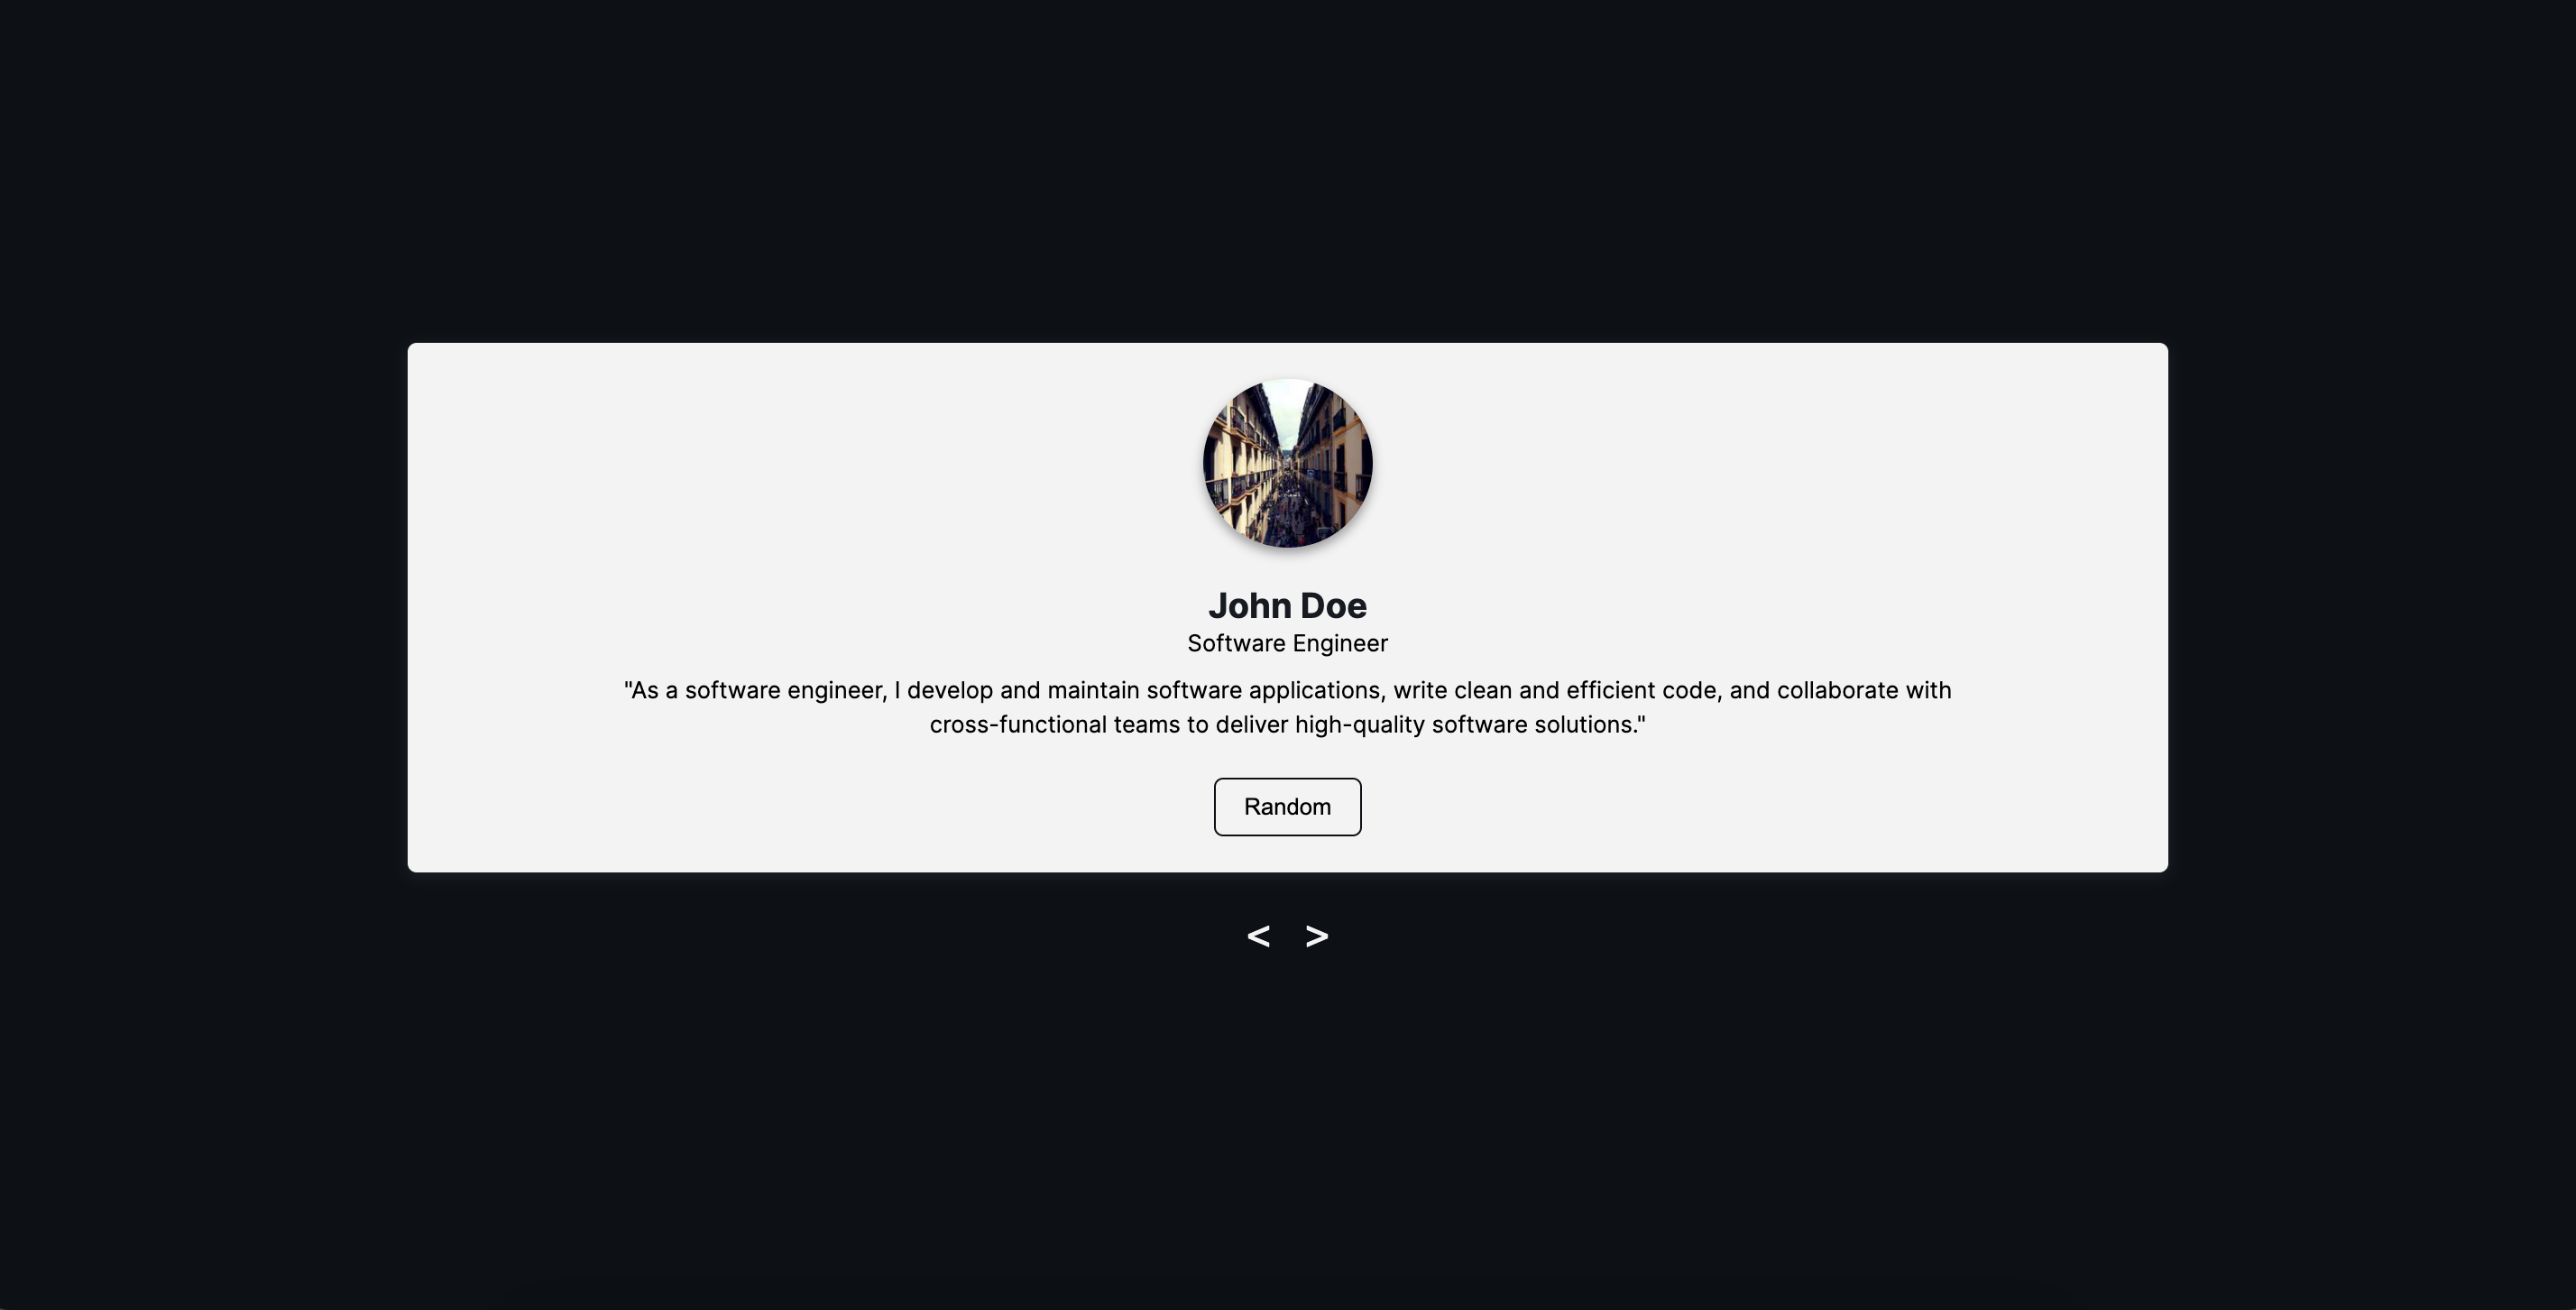 John Doe
Software Engineer
"As a software engineer, I develop and maintain software applications, write clean and efficient code, and collaborate with
cross-functional teams to deliver high-quality software solutions."
Random
< >